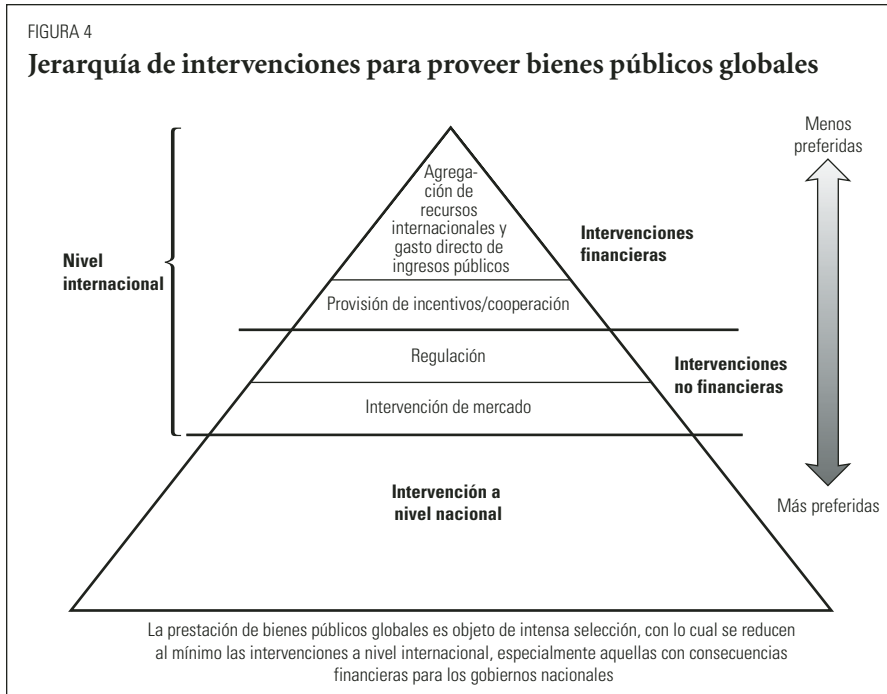 FIGURA 4
Jerarquía de intervenciones para proveer bienes públicos globales
Menos
preferidas
Agrega-
ción de
recursos
internacionales y
gasto directo de
ingresos públicos
Intervenciones
financieras
Nivel
internacional
Provisión de incentivos/cooperación
Regulación
Intervenciones
no financieras
Intervención de mercado
Intervención a
nivel nacional
Más preferidas
La prestación de bienes públicos globales es objeto de intensa selección, con lo cual se reducen
al mínimo las intervenciones a nivel internacional, especialmente aquellas con consecuencias
financieras para los gobiernos nacionales